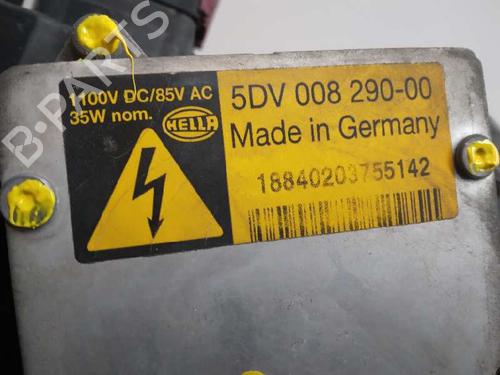 1100V DC/85V AC
35W nom.
HELLA
5DV 008 290-00
Made in Germany
18840203755142
B-PARTS